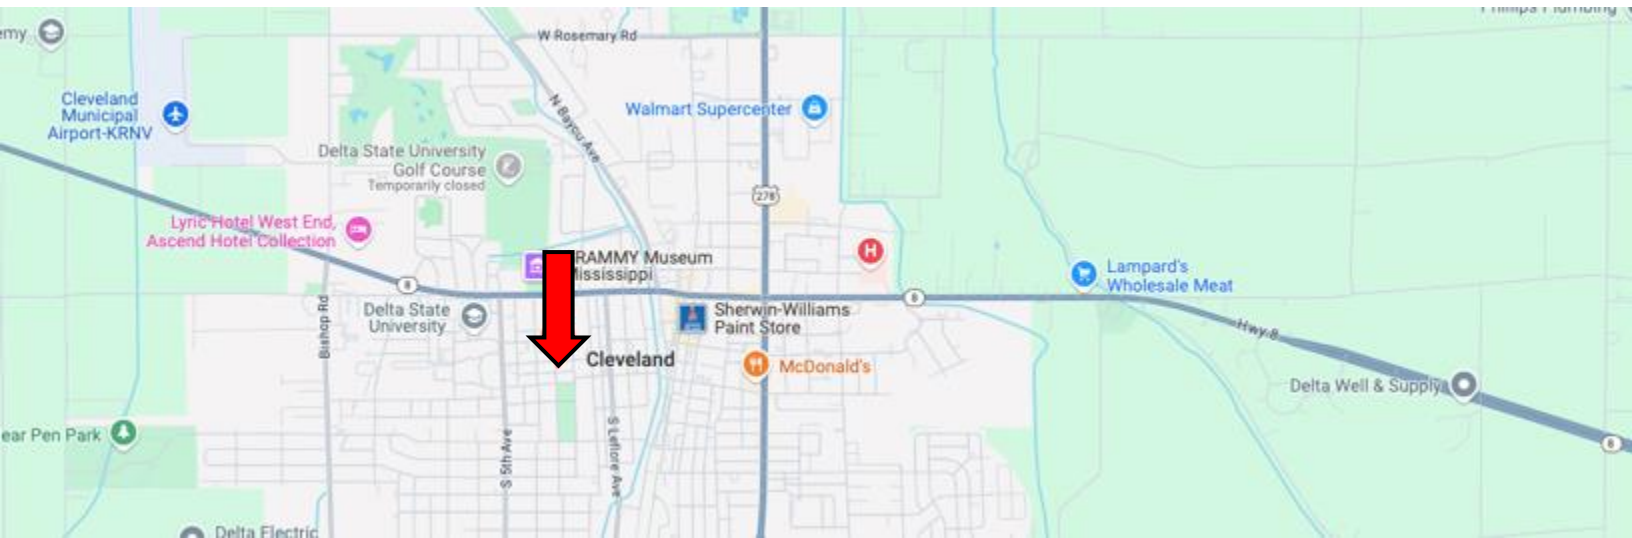 W Rosemary Rd
Cleveland
Municipal
Airport-KRNV
Walmart Supercenter
N Bayou Ave
Delta State University
Golf Course
Temporarily closed
278
Lyric Hotel West End,
Ascend Hotel Collection
H
RAMMY Museum
ississippi
Lampard's
Wholesale Meat
8
8
Bishop Rd
Delta State
University
Sherwin-Williams
Paint Store
Hwy 8
Cleveland
McDonald's
Delta Well & Supply
ear Pen Park
S 5th Ave
S Leflore Ave
8
Delta Electric